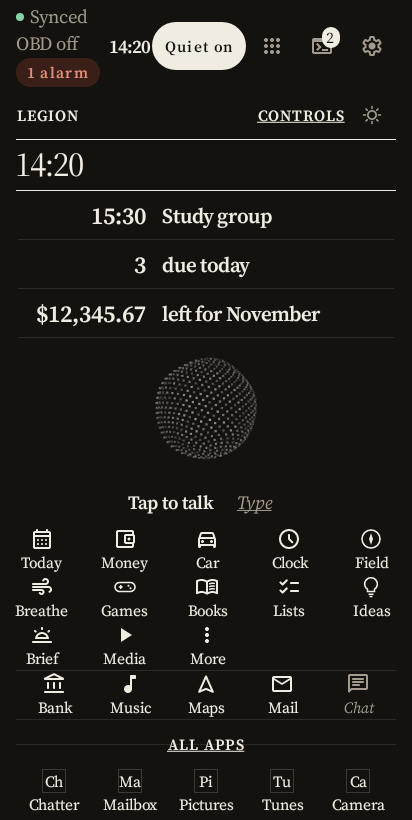 Synced
OBD off
1 alarm
14:20
Quiet on
2
LEGION
CONTROLS
14:20
15:30 Study group
3 due today
$12,345.67 left for November
Tap to talk Type
Today Money Car Clock Field
Breathe Games Books Lists Ideas
Brief Media More
Bank Music Maps Mail Chat
ALL APPS
Ch Ma Pi Tu Ca
Chatter Mailbox Pictures Tunes Camera